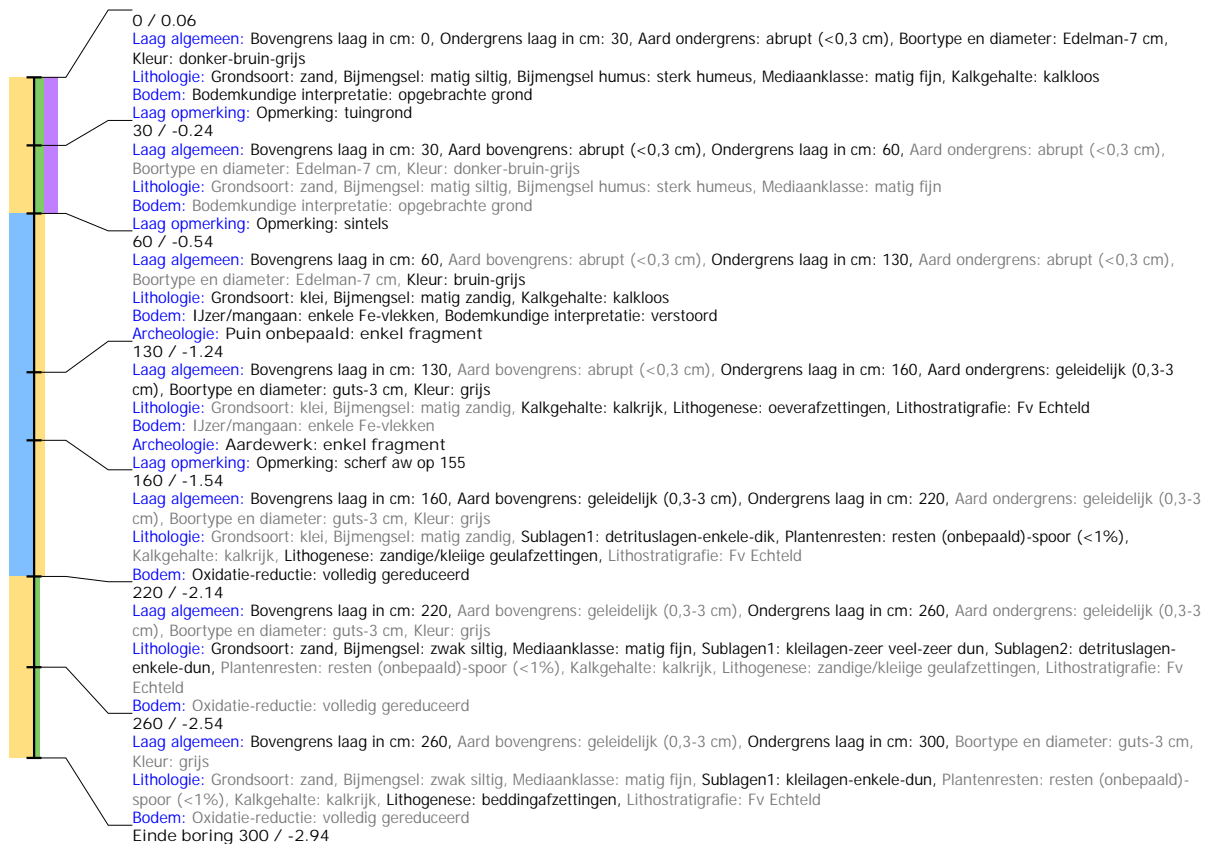 0 / 0.06
Laag algemeen: Bovengrens laag in cm: 0, Ondergrens laag in cm: 30, Aard ondergrens: abrupt (<0,3 cm), Boortype en diameter: Edelman-7 cm,
Kleur: donker-bruin-grijs
Lithologie: Grondsoort: zand, Bijmengsel: matig siltig, Bijmengsel humus: sterk humeus, Mediaanklasse: matig fijn, Kalkgehalte: kalkloos
Bodem: Bodemkundige interpretatie: opgebrachte grond
Laag opmerking: Opmerking: tuingrond
30 / -0.24
Laag algemeen: Bovengrens laag in cm: 30, Aard bovengrens: abrupt (<0,3 cm), Ondergrens laag in cm: 60, Aard ondergrens: abrupt (<0,3 cm),
Boortype en diameter: Edelman-7 cm, Kleur: donker-bruin-grijs
Lithologie: Grondsoort: zand, Bijmengsel: matig siltig, Bijmengsel humus: sterk humeus, Mediaanklasse: matig fijn
Bodem: Bodemkundige interpretatie: opgebrachte grond
Laag opmerking: Opmerking: sintels
60 / -0.54
Laag algemeen: Bovengrens laag in cm: 60, Aard bovengrens: abrupt (<0,3 cm), Ondergrens laag in cm: 130, Aard ondergrens: abrupt (<0,3 cm),
Boortype en diameter: Edelman-7 cm, Kleur: bruin-grijs
Lithologie: Grondsoort: klei, Bijmengsel: matig zandig, Kalkgehalte: kalkloos
Bodem: IJzer/mangaan: enkele Fe-vlekken, Bodemkundige interpretatie: verstoord
Archeologie: Puin onbepaald: enkel fragment
130 / -1.24
Laag algemeen: Bovengrens laag in cm: 130, Aard bovengrens: abrupt (<0,3 cm), Ondergrens laag in cm: 160, Aard ondergrens: geleidelijk (0,3-3
cm), Boortype en diameter: guts-3 cm, Kleur: grijs
Lithologie: Grondsoort: klei, Bijmengsel: matig zandig, Kalkgehalte: kalkrijk, Lithogenese: oeverafzettingen, Lithostratigrafie: Fv Echteld
Bodem: IJzer/mangaan: enkele Fe-vlekken
Archeologie: Aardewerk: enkel fragment
Laag opmerking: Opmerking: scherf aw op 155
160 / -1.54
Laag algemeen: Bovengrens laag in cm: 160, Aard bovengrens: geleidelijk (0,3-3 cm), Ondergrens laag in cm: 220, Aard ondergrens: geleidelijk (0,3-3
cm), Boortype en diameter: guts-3 cm, Kleur: grijs
Lithologie: Grondsoort: klei, Bijmengsel: matig zandig, Sublagen1: detrituslagen-enkele-dik, Plantenresten: resten (onbepaald)-spoor (<1%),
Kalkgehalte: kalkrijk, Lithogenese: zandige/kleiige geulafzettingen, Lithostratigrafie: Fv Echteld
Bodem: Oxidatie-reductie: volledig gereduceerd
220 / -2.14
Laag algemeen: Bovengrens laag in cm: 220, Aard bovengrens: geleidelijk (0,3-3 cm), Ondergrens laag in cm: 260, Aard ondergrens: geleidelijk (0,3-3
cm), Boortype en diameter: guts-3 cm, Kleur: grijs
Lithologie: Grondsoort: zand, Bijmengsel: zwak siltig, Mediaanklasse: matig fijn, Sublagen1: kleilagen-zeer veel-zeer dun, Sublagen2: detrituslagen-
enkele-dun, Plantenresten: resten (onbepaald)-spoor (<1%), Kalkgehalte: kalkrijk, Lithogenese: zandige/kleiige geulafzettingen, Lithostratigrafie: Fv
Echteld
Bodem: Oxidatie-reductie: volledig gereduceerd
260 / -2.54
Laag algemeen: Bovengrens laag in cm: 260, Aard bovengrens: geleidelijk (0,3-3 cm), Ondergrens laag in cm: 300, Boortype en diameter: guts-3 cm,
Kleur: grijs
Lithologie: Grondsoort: zand, Bijmengsel: zwak siltig, Mediaanklasse: matig fijn, Sublagen1: kleilagen-enkele-dun, Plantenresten: resten (onbepaald)-
spoor (<1%), Kalkgehalte: kalkrijk, Lithogenese: beddingafzettingen, Lithostratigrafie: Fv Echteld
Bodem: Oxidatie-reductie: volledig gereduceerd
Einde boring 300 / -2.94